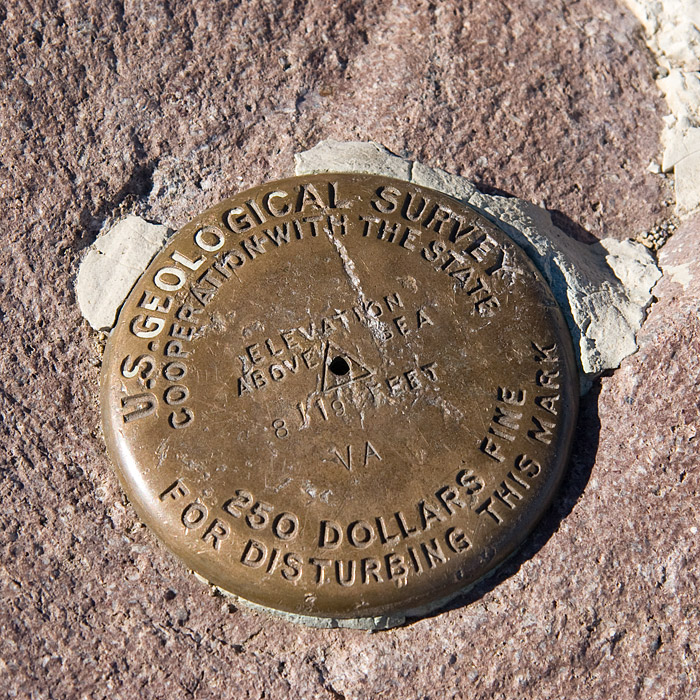 U.S. GEOLOGICAL SURVEY
COOPERATION WITH THE STATE
ELEVATION
ABOVE SEA
FEET
VA
250 DOLLARS FINE
FOR DISTURBING THIS MARK